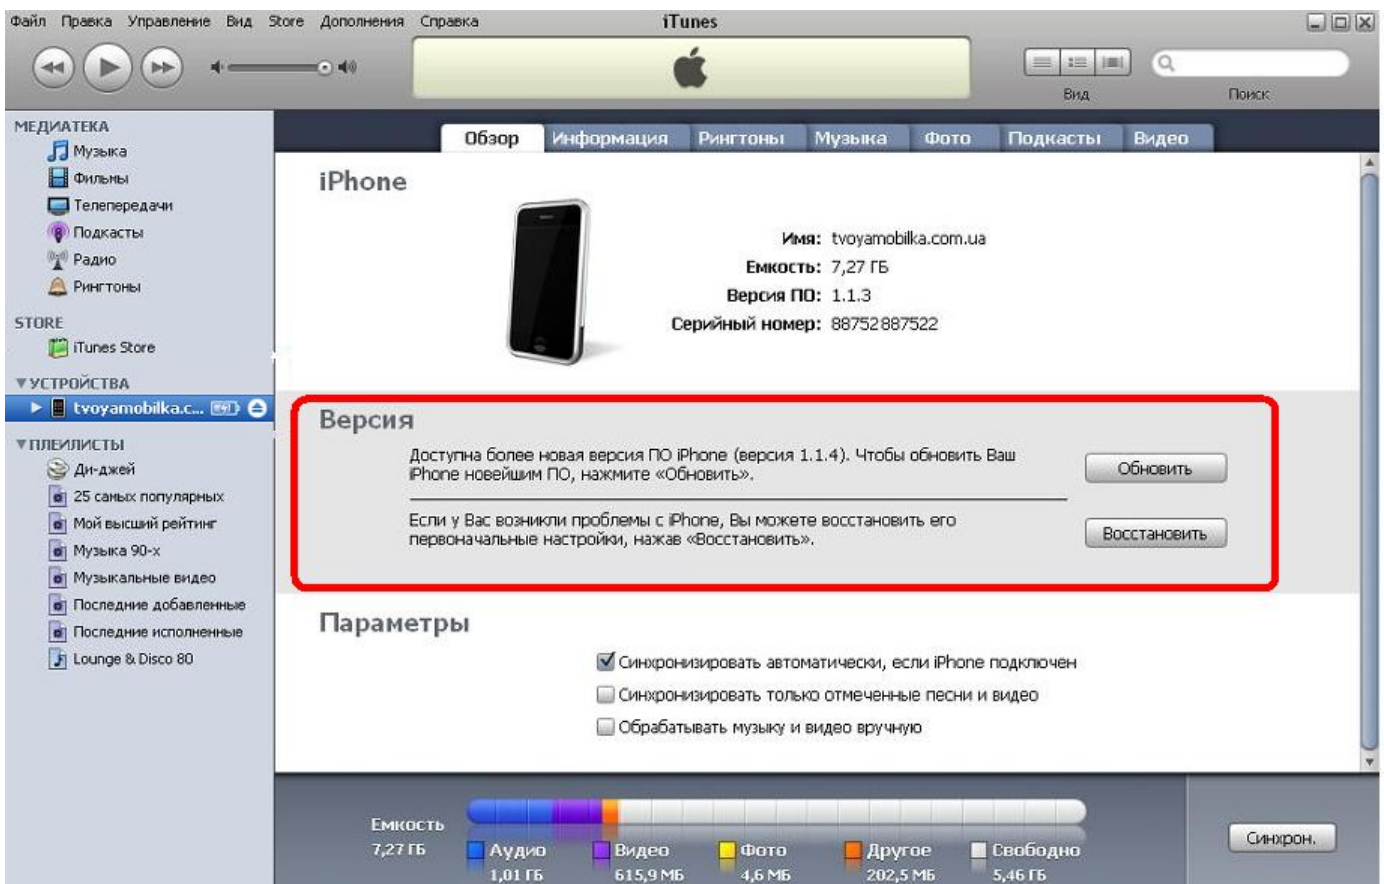 Файл Правка Управление Вид Store Дополнения Справка
iTunes
Вид
Поиск
МЕДИАТЕКА
Музыка
Фильмы
Телепередачи
Подкасты
Радио
Рингтоны
STORE
iTunes Store
УСТРОЙСТВА
tvoyamobilka.c...
ПЛЕЙЛИСТЫ
Ди-джей
25 самых популярных
Мой высший рейтинг
Музыка 90-х
Музыкальные видео
Последние добавленные
Последние исполненные
Lounge & Disco 80
Обзор Информация Рингтоны Музыка Фото Подкасты Видео
iPhone
Имя: tvoyamobilka.com.ua
Емкость: 7,27 ГБ
Версия ПО: 1.1.3
Серийный номер: 88752887522
Версия
Доступна более новая версия ПО iPhone (версия 1.1.4). Чтобы обновить Ваш
iPhone новейшим ПО, нажмите «Обновить».
Обновить
Если у Вас возникли проблемы с iPhone, Вы можете восстановить его
первоначальные настройки, нажав «Восстановить».
Восстановить
Параметры
Синхронизировать автоматически, если iPhone подключен
Синхронизировать только отмеченные песни и видео
Обрабатывать музыку и видео вручную
Емкость
7,27 ГБ
Аудио
1,01 ГБ
Видео
615,9 МБ
Фото
4,6 МБ
Другое
202,5 МБ
Свободно
5,46 ГБ
Синхрон.